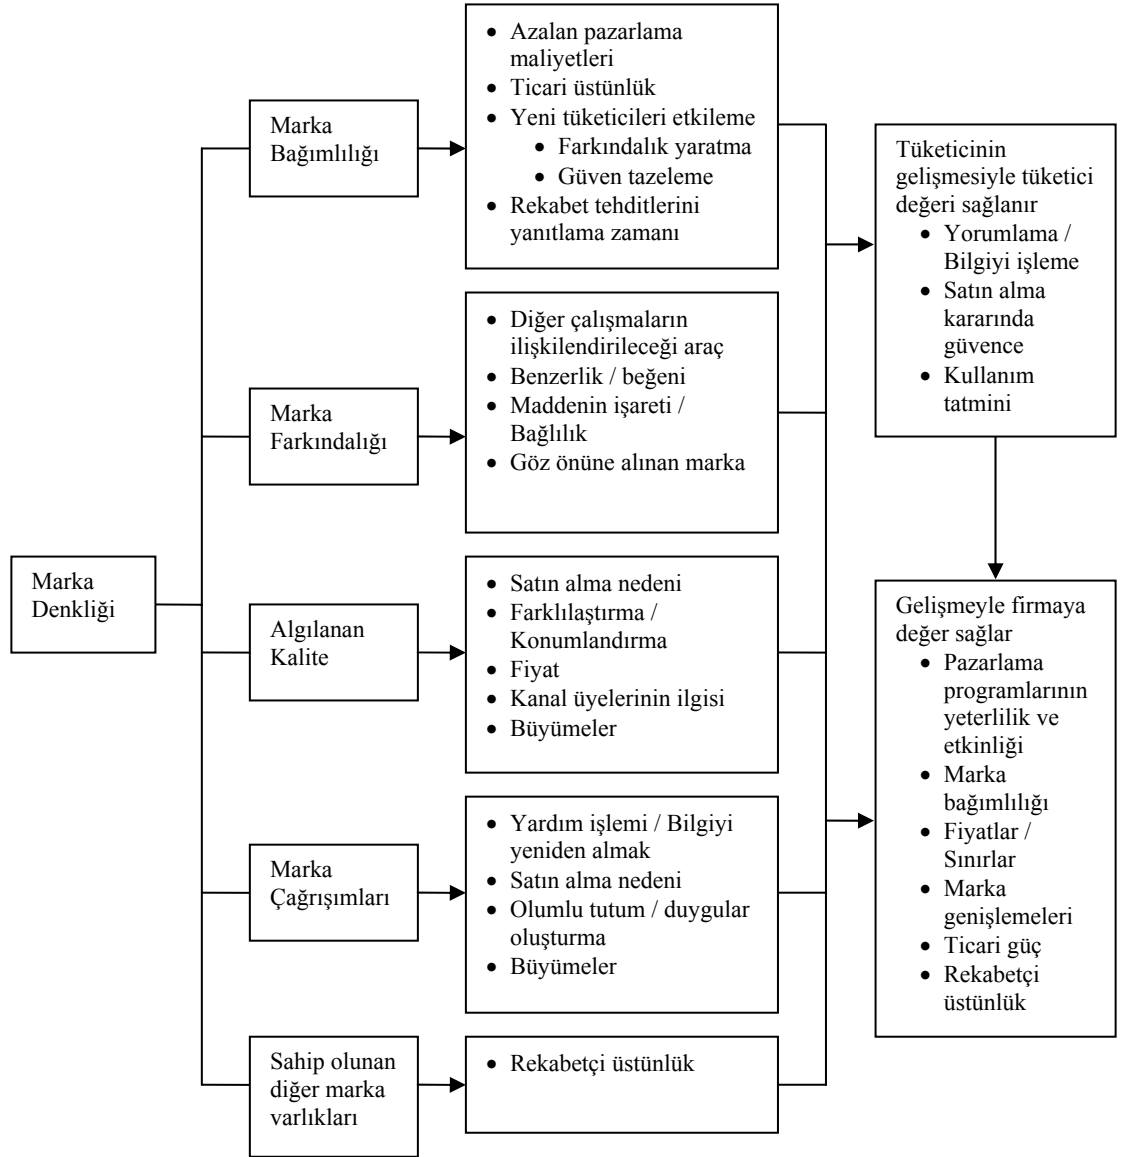 Marka
Denkliği
Marka
Bağımlılığı
• Azalan pazarlama
maliyetleri
• Ticari üstünlük
• Yeni tüketicileri etkileme
• Farkındalık yaratma
• Güven tazeleme
• Rekabet tehditlerini
yanıtlama zamanı
Marka
Farkındalığı
• Diğer çalışmaların
ilişkilendirileceği araç
• Benzerlik / beğeni
• Maddenin işareti /
Bağlılık
• Göz önüne alınan marka
Algılanan
Kalite
• Satın alma nedeni
• Farklılaştırma /
Konumlandırma
• Fiyat
• Kanal üyelerinin ilgisi
• Büyümeler
Marka
Çağrışımları
• Yardım işlemi / Bilgiyi
yeniden almak
• Satın alma nedeni
• Olumlu tutum / duygular
oluşturma
• Büyümeler
Sahip olunan
diğer marka
varlıkları
• Rekabetçi üstünlük
Tüketicinin
gelişmesiyle tüketici
değeri sağlanır
• Yorumlama /
Bilgiyi işleme
• Satın alma
kararında
güvence
• Kullanım
tatmini
Gelişmeyle firmaya
değer sağlar
• Pazarlama
programlarının
yeterlilik ve
etkinliği
• Marka
bağımlılığı
• Fiyatlar /
Sınırlar
• Marka
genişlemeleri
• Ticari güç
• Rekabetçi
üstünlük